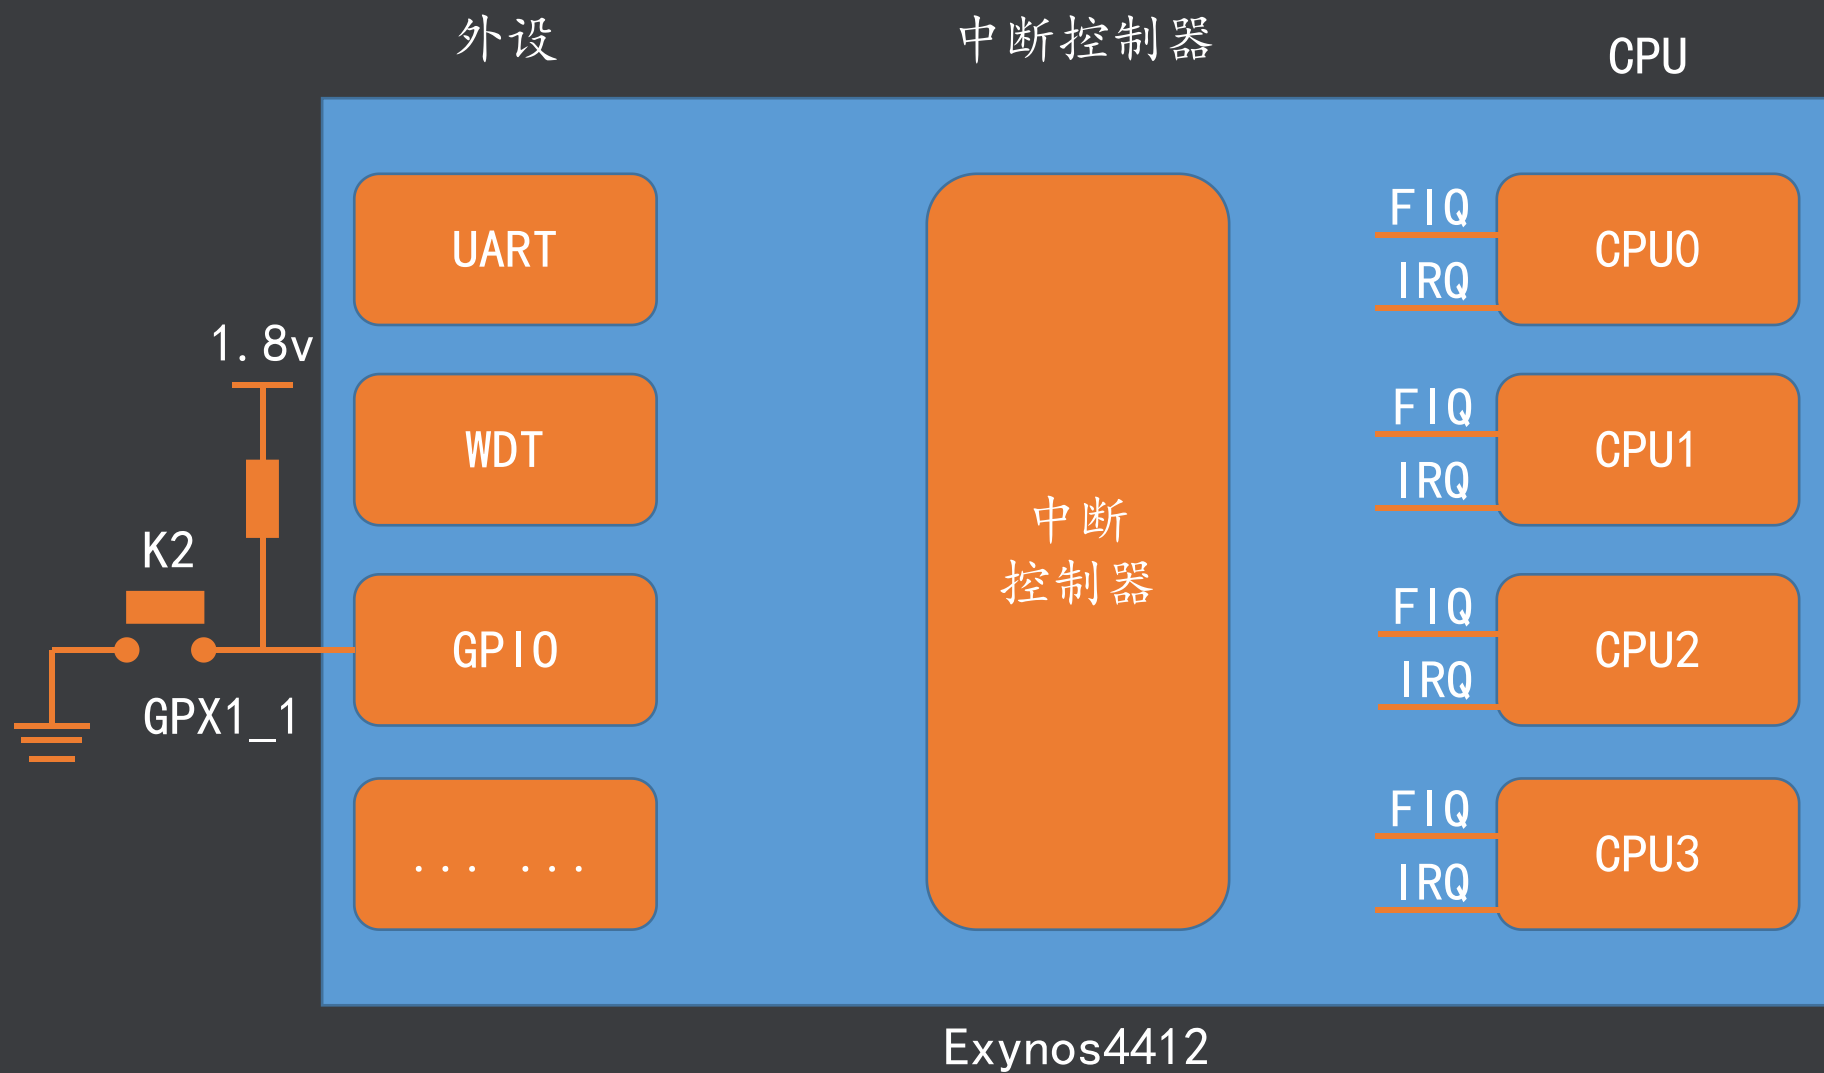 外设
中断控制器
CPU
UART
WDT
GPIO
... ...
1.8v
K2
GPX1_1
中断
控制器
FIQ
IRQ
CPU0
FIQ
IRQ
CPU1
FIQ
IRQ
CPU2
FIQ
IRQ
CPU3
Exynos4412